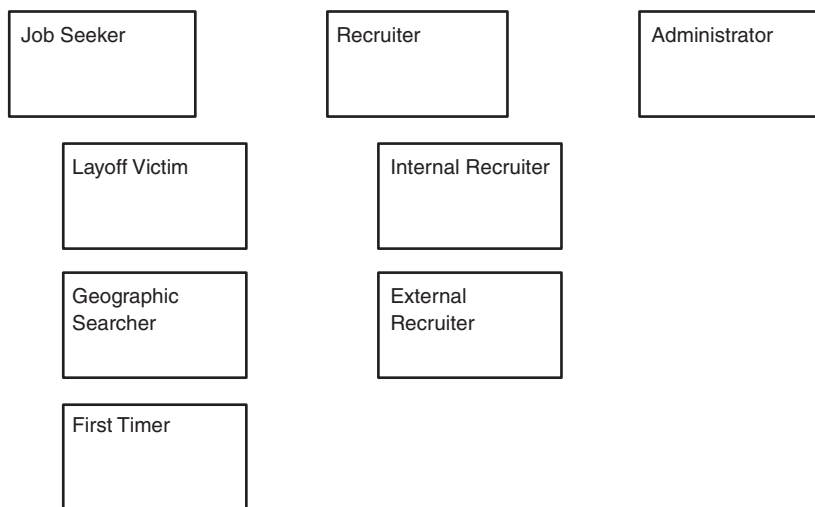 Job Seeker
Recruiter
Administrator
Layoff Victim
Internal Recruiter
Geographic
Searcher
External
Recruiter
First Timer